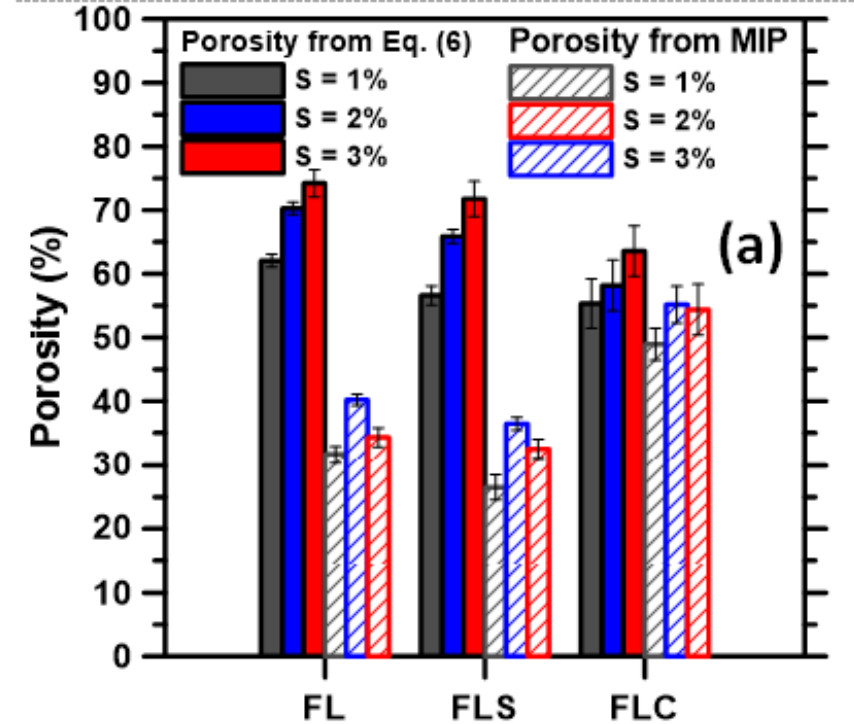 Porosity from Eq. (6)
S = 1%
S = 2%
S = 3%
Porosity from MIP
S = 1%
S = 2%
S = 3%
(a)
Porosity (%)
100
90
80
70
60
50
40
30
20
10
0
FL
FLS
FLC